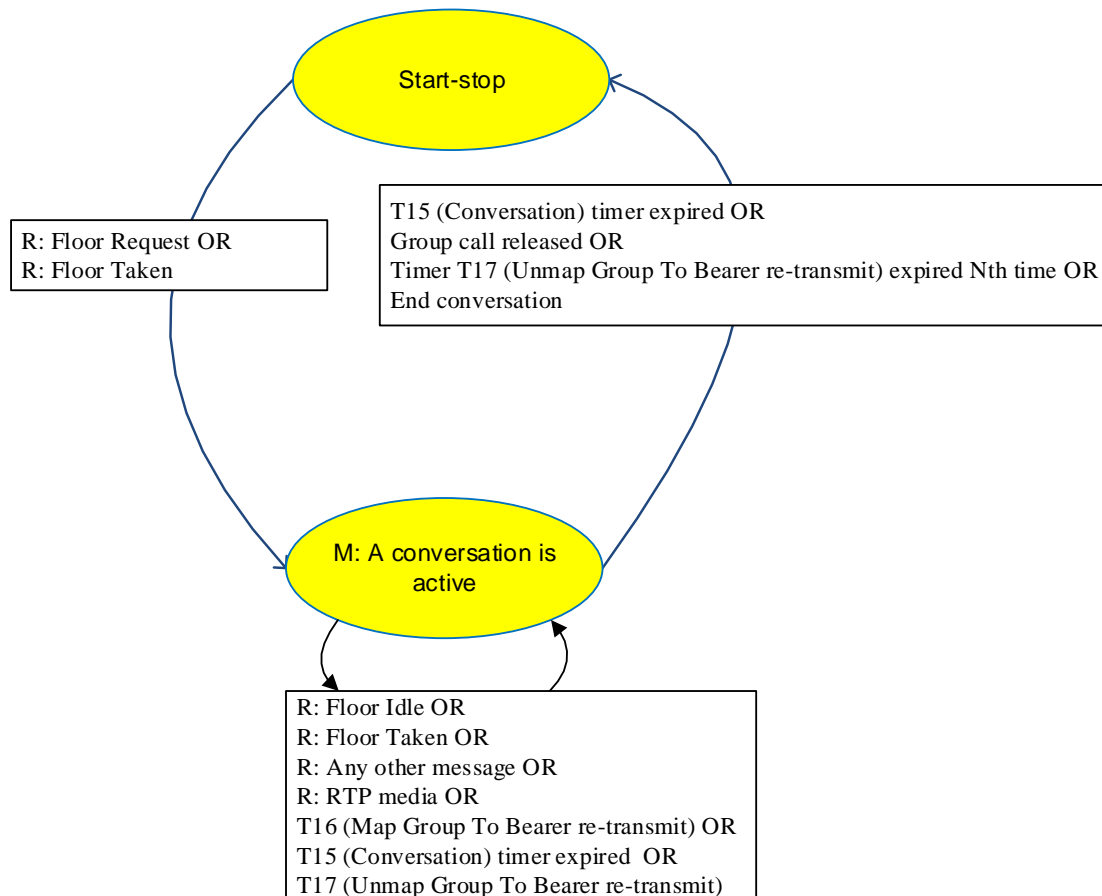 Start-stop
R: Floor Request OR
R: Floor Taken
T15 (Conversation) timer expired OR
Group call released OR
Timer T17 (Unmap Group To Bearer re-transmit) expired Nth time OR
End conversation
M: A conversation is
active
R: Floor Idle OR
R: Floor Taken OR
R: Any other message OR
R: RTP media OR
T16 (Map Group To Bearer re-transmit) OR
T15 (Conversation) timer expired  OR
T17 (Unmap Group To Bearer re-transmit)